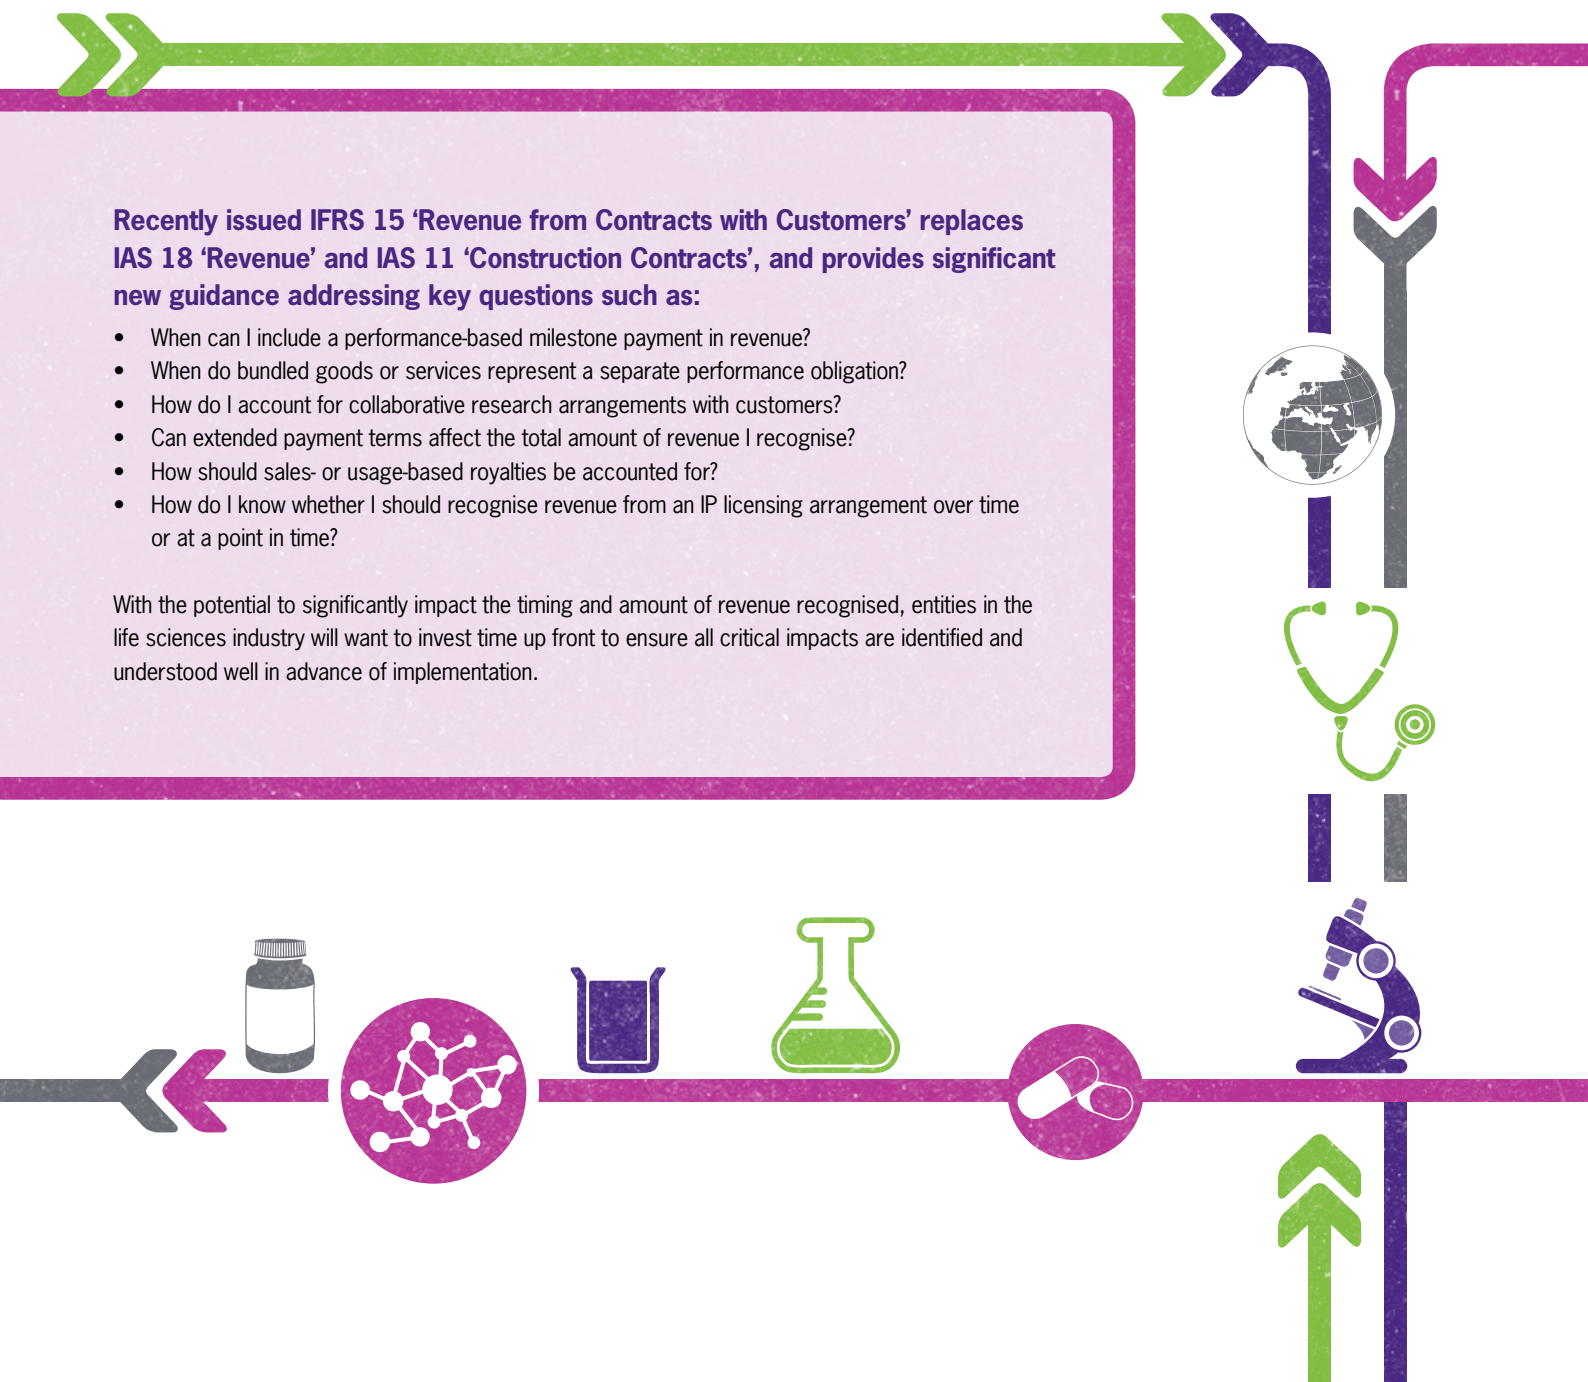 Recently issued IFRS 15 ‘Revenue from Contracts with Customers’ replaces
IAS 18 ‘Revenue’ and IAS 11 ‘Construction Contracts’, and provides significant
new guidance addressing key questions such as:
• When can I include a performance-based milestone payment in revenue?
• When do bundled goods or services represent a separate performance obligation?
• How do I account for collaborative research arrangements with customers?
• Can extended payment terms affect the total amount of revenue I recognise?
• How should sales- or usage-based royalties be accounted for?
• How do I know whether I should recognise revenue from an IP licensing arrangement over time
or at a point in time?
With the potential to significantly impact the timing and amount of revenue recognised, entities in the
life sciences industry will want to invest time up front to ensure all critical impacts are identified and
understood well in advance of implementation.